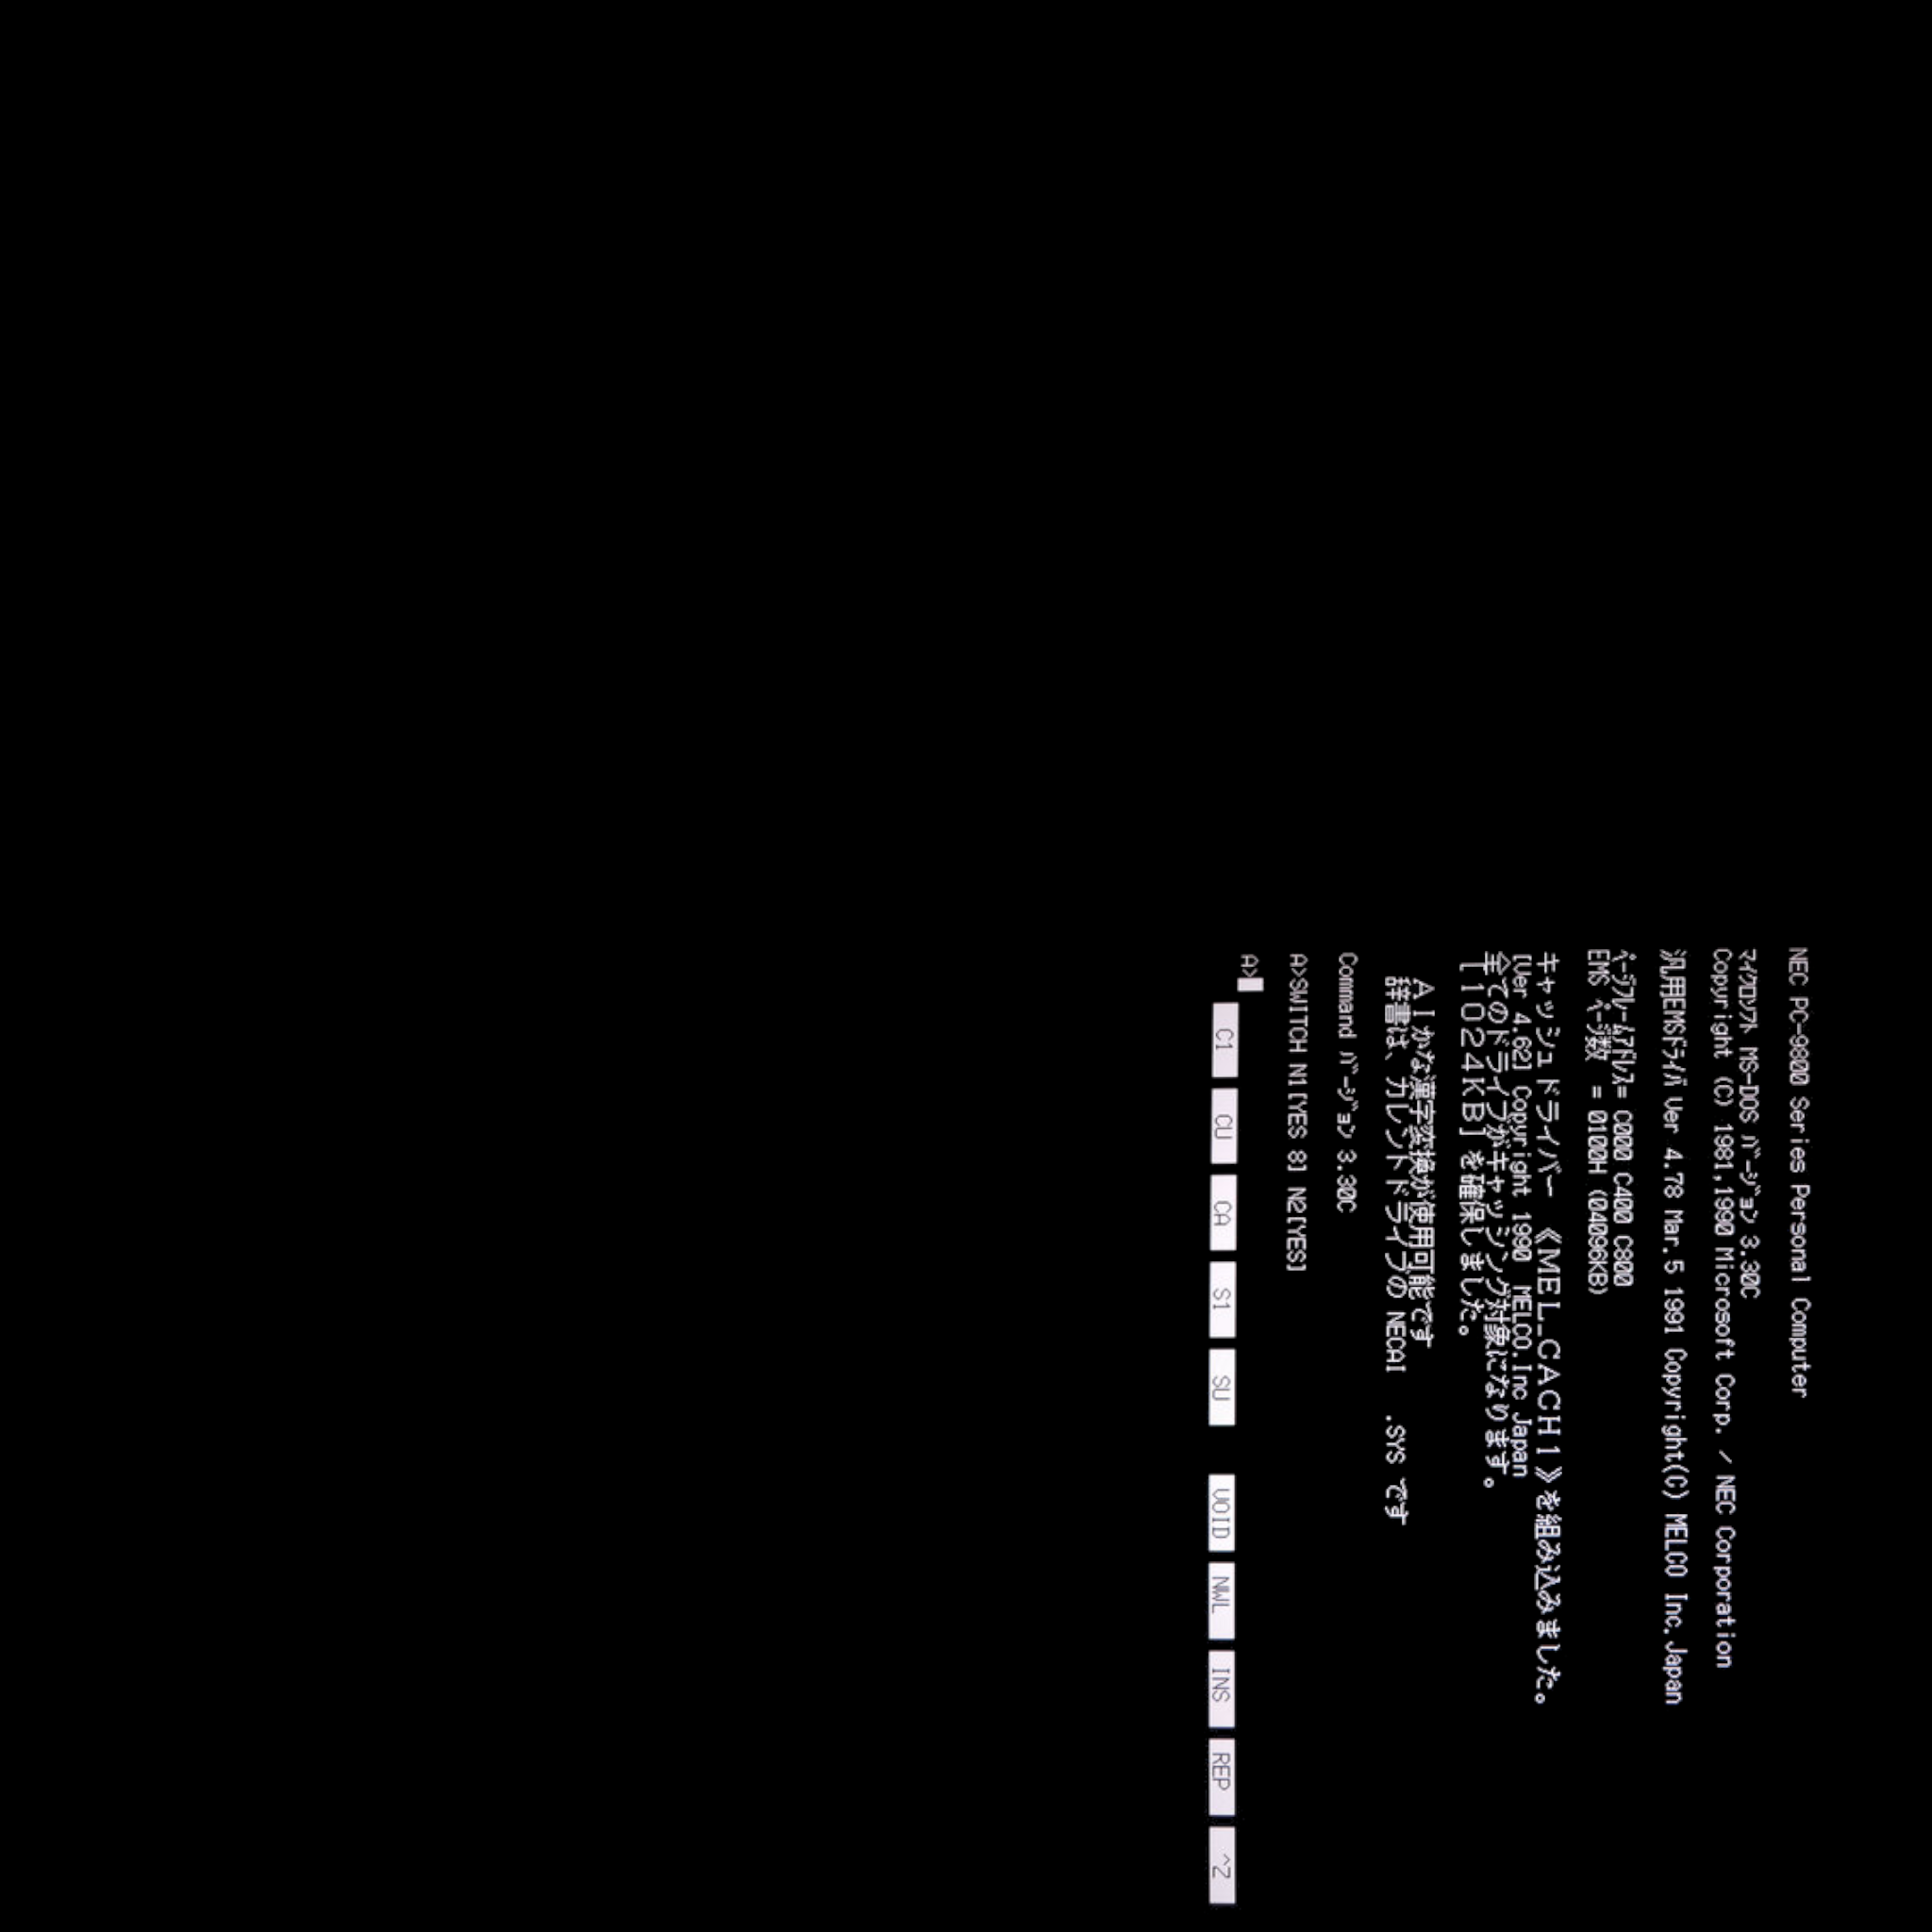 NEC PC-9800 Series Personal Computer
ﾏｲｸﾛｿﾌﾄ MS-DOS ﾊﾞｰｼﾞｮﾝ 3.30C
Copyright (C) 1981,1990 Microsoft Corp. / NEC Corporation
汎用EMSﾄﾞﾗｲﾊﾞ Ver 4.78 Mar.5 1991 Copyright(C) MELCO Inc.Japan
ﾍﾟｰｼﾞﾌﾚｰﾑｱﾄﾞﾚｽ= C000 C400 C800
EMS ﾍﾟｰｼﾞ数 = 0100H (04096KB)
キャッシュドライバー 《MEL_CACH1》を組み込みました。
[Ver 4.62] Copyright 1990 MELCO.Inc Japan
全てのドライブがキャッシング対象になります。
[1024KB] を確保しました。
AIかな漢字変換が使用可能です
辞書は、カレントドライブの NECAI .SYS です
Command ﾊﾞｰｼﾞｮﾝ 3.30C
A>SWITCH N1[YES 8] N2[YES]
A>
C1 CU CA S1 SU VOID NWL INS REP ^Z